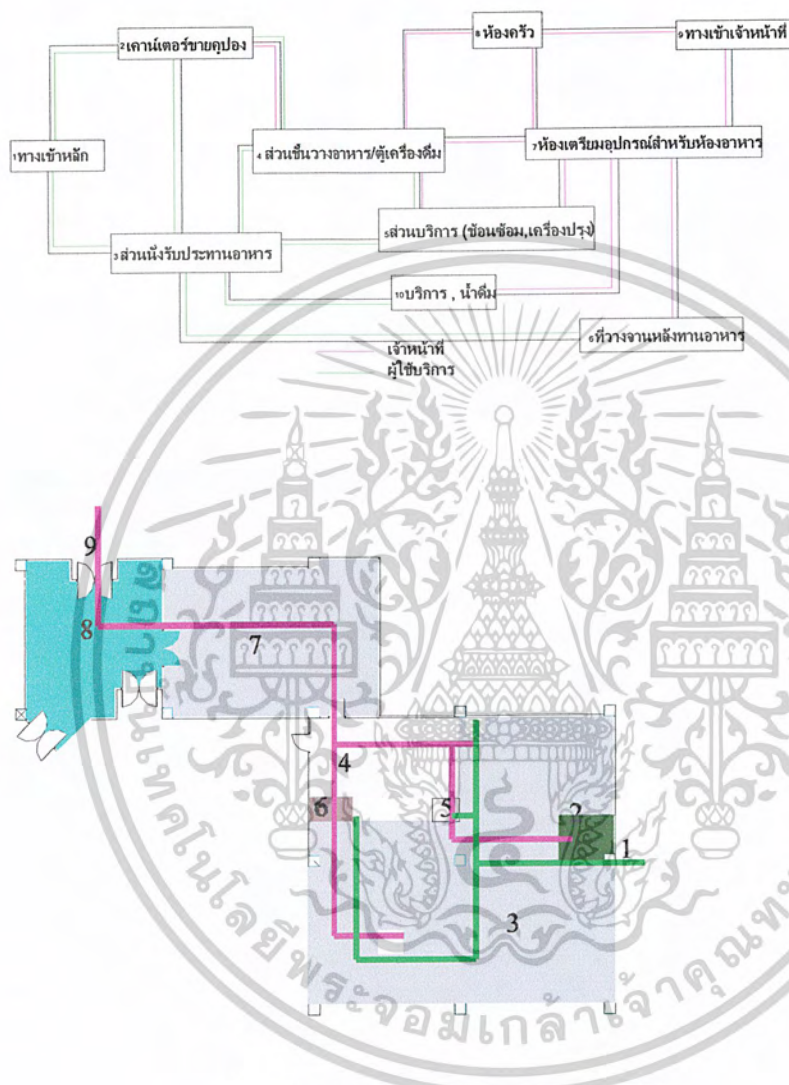 2 เคาน์เตอร์ขายคูปอง
8 ห้องครัว
9 ทางเข้าเจ้าหน้าที่
1 ทางเข้าหลัก
4 ส่วนชั้นวางอาหาร/ตู้เครื่องดื่ม
7 ห้องเตรียมอุปกรณ์สำหรับห้องอาหาร
3 ส่วนนั่งรับประทานอาหาร
5 ส่วนบริการ (ช้อนซ้อม,เครื่องปรุง)
10 บริการ , น้ำดื่ม
6 ที่วางจานหลังทานอาหาร
เจ้าหน้าที่
ผู้ใช้บริการ
9
8
7
4
6
5
2
1
3